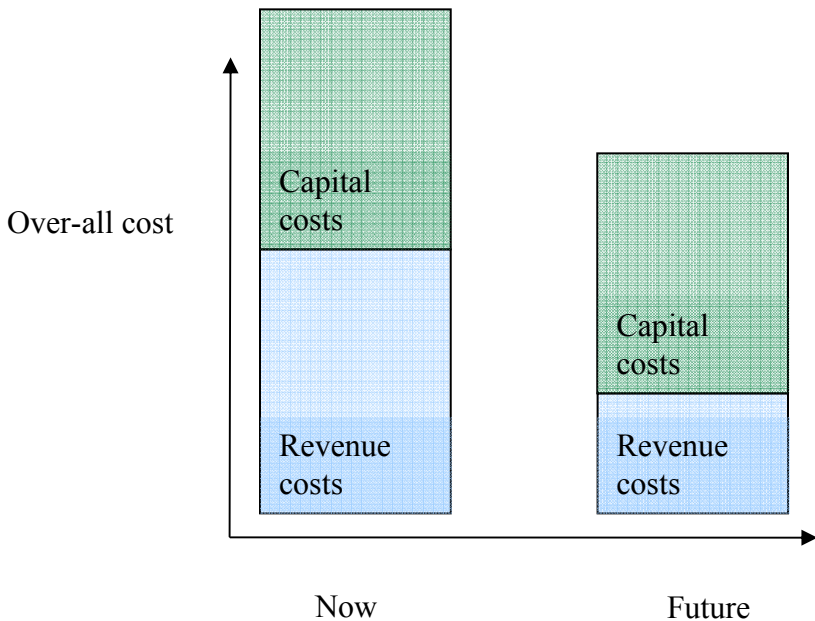 Over-all cost
Capital
costs
Revenue
costs
Capital
costs
Revenue
costs
Now
Future